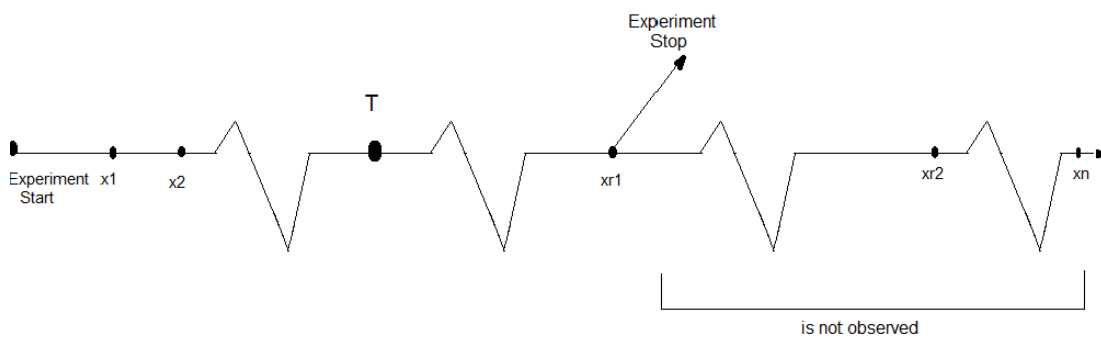 Experiment
Stop
T
Experiment
Start
x1
x2
xr1
xr2
xn
is not observed